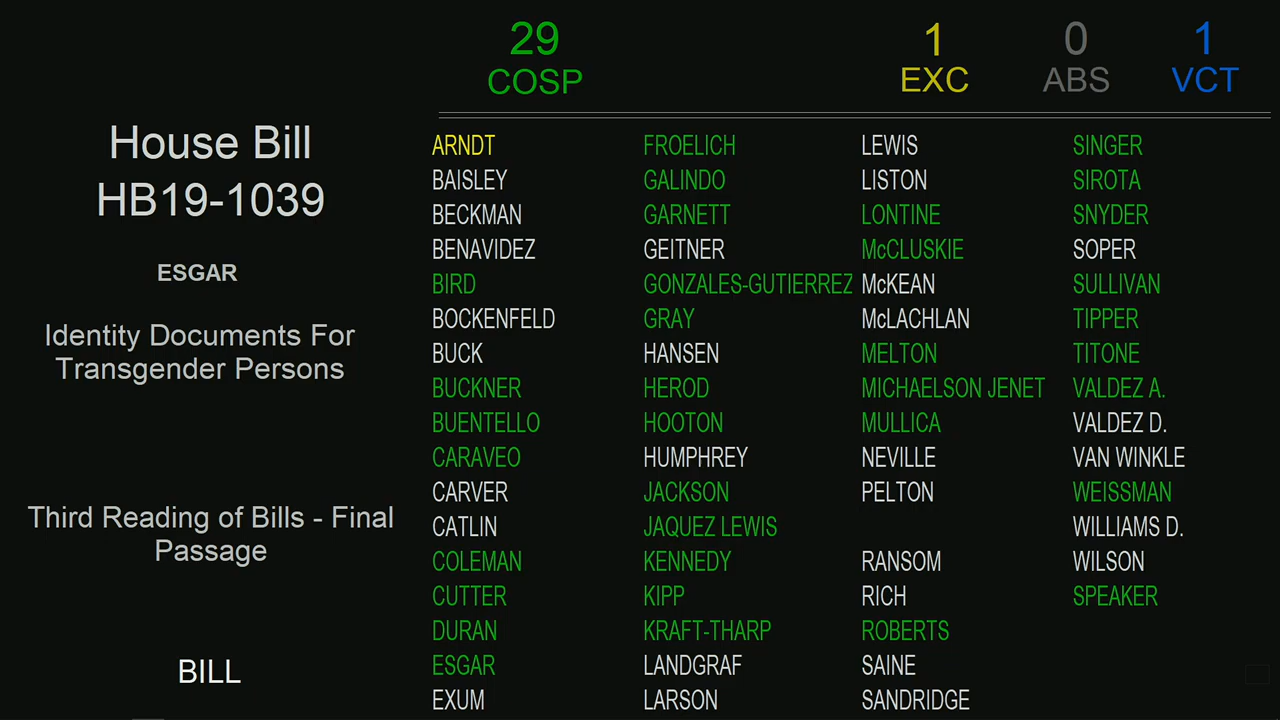 29
COSP
1
EXC
0
ABS
1
VCT
House Bill
HB19-1039
ESGAR
Identity Documents For
Transgender Persons
Third Reading of Bills - Final
Passage
BILL
ARNDT
BAISLEY
BECKMAN
BENAVIDEZ
BIRD
BOCKENFELD
BUCK
BUCKNER
BUENTELLO
CARAVEO
CARVER
CATLIN
COLEMAN
CUTTER
DURAN
ESGAR
EXUM
FROELICH
GALINDO
GARNETT
GEITNER
GONZALES-GUTIERREZ
GRAY
HANSEN
HEROD
HOOTON
HUMPHREY
JACKSON
JAQUEZ LEWIS
KENNEDY
KIPP
KRAFT-THARP
LANDGRAF
LARSON
LEWIS
LISTON
LONTINE
McCLUSKIE
McKEAN
McLACHLAN
MELTON
MICHAELSON JENET
MULLICA
NEVILLE
PELTON
RANSOM
RICH
ROBERTS
SAINE
SANDRIDGE
SINGER
SIROTA
SNYDER
SOPER
SULLIVAN
TIPPER
TITONE
VALDEZ A.
VALDEZ D.
VAN WINKLE
WEISSMAN
WILLIAMS D.
WILSON
SPEAKER